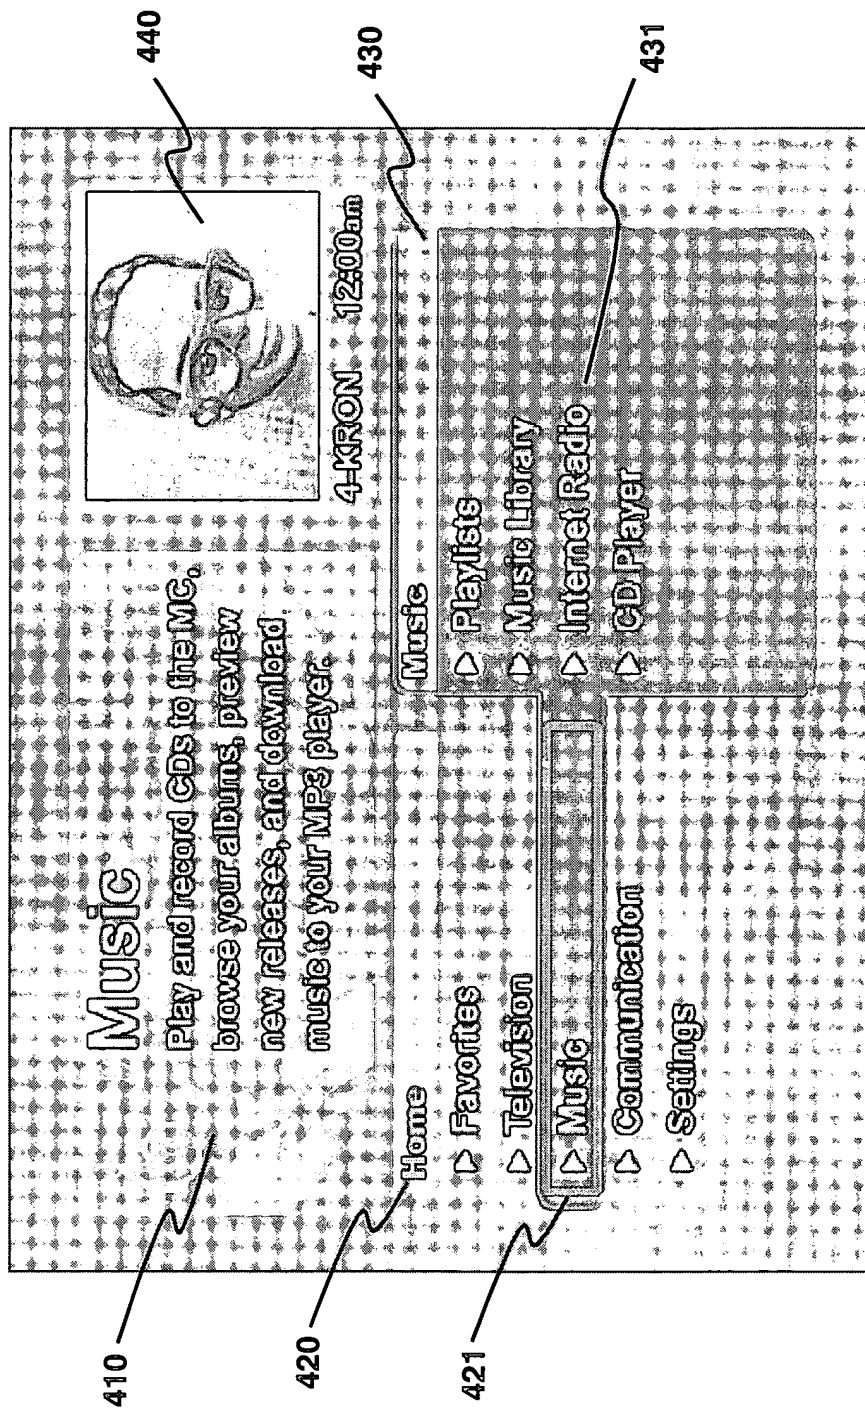 410
Music
Play and record CDs to the MC,
browse your albums, preview
new releases, and download
music to your MP3 player.
440
4-KRON 12:00am
420
Home
Favorites
Television
Music
Communication
Settings
421
430
Music
Playlists
Music Library
Internet Radio
CD Player
431